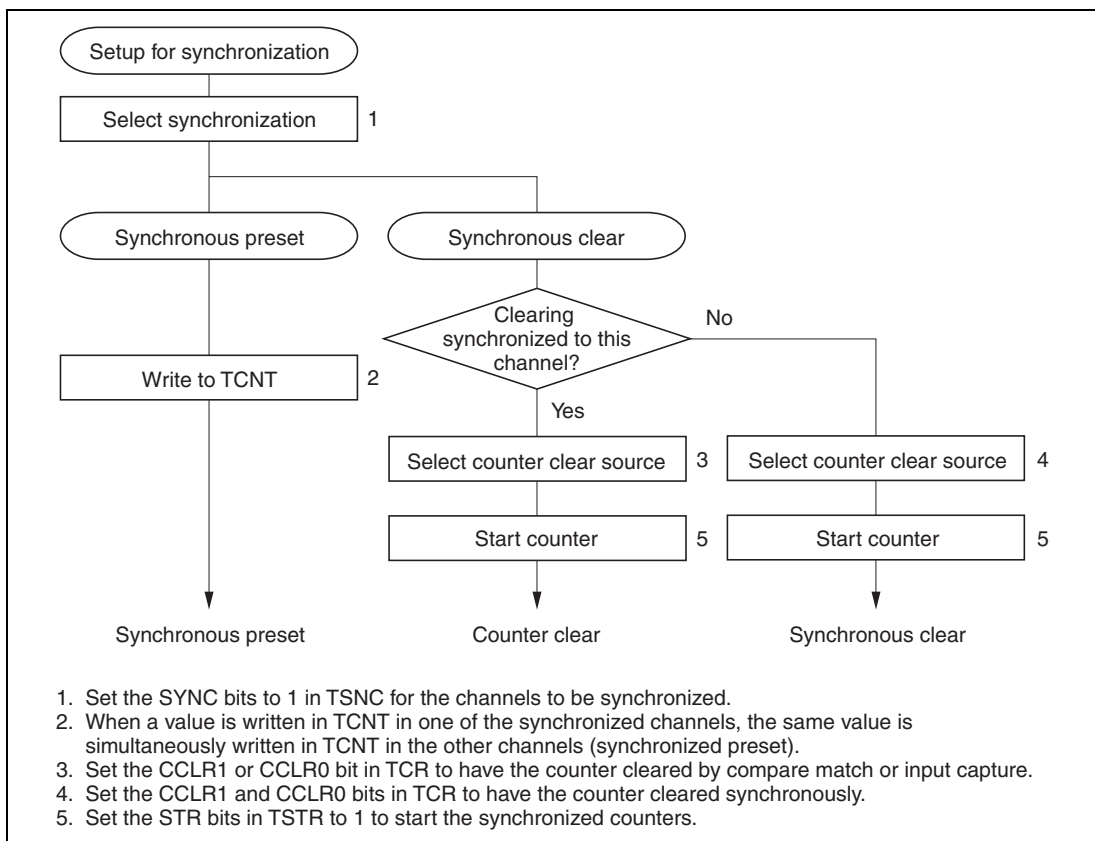 Setup for synchronization
Select synchronization 1
Synchronous preset Synchronous clear
Clearing
synchronized to this
channel?
No
Write to TCNT 2
Yes
Select counter clear source 3 Select counter clear source 4
Start counter 5 Start counter 5
Synchronous preset Counter clear Synchronous clear
1. Set the SYNC bits to 1 in TSNC for the channels to be synchronized.
2. When a value is written in TCNT in one of the synchronized channels, the same value is
simultaneously written in TCNT in the other channels (synchronized preset).
3. Set the CCLR1 or CCLR0 bit in TCR to have the counter cleared by compare match or input capture.
4. Set the CCLR1 and CCLR0 bits in TCR to have the counter cleared synchronously.
5. Set the STR bits in TSTR to 1 to start the synchronized counters.